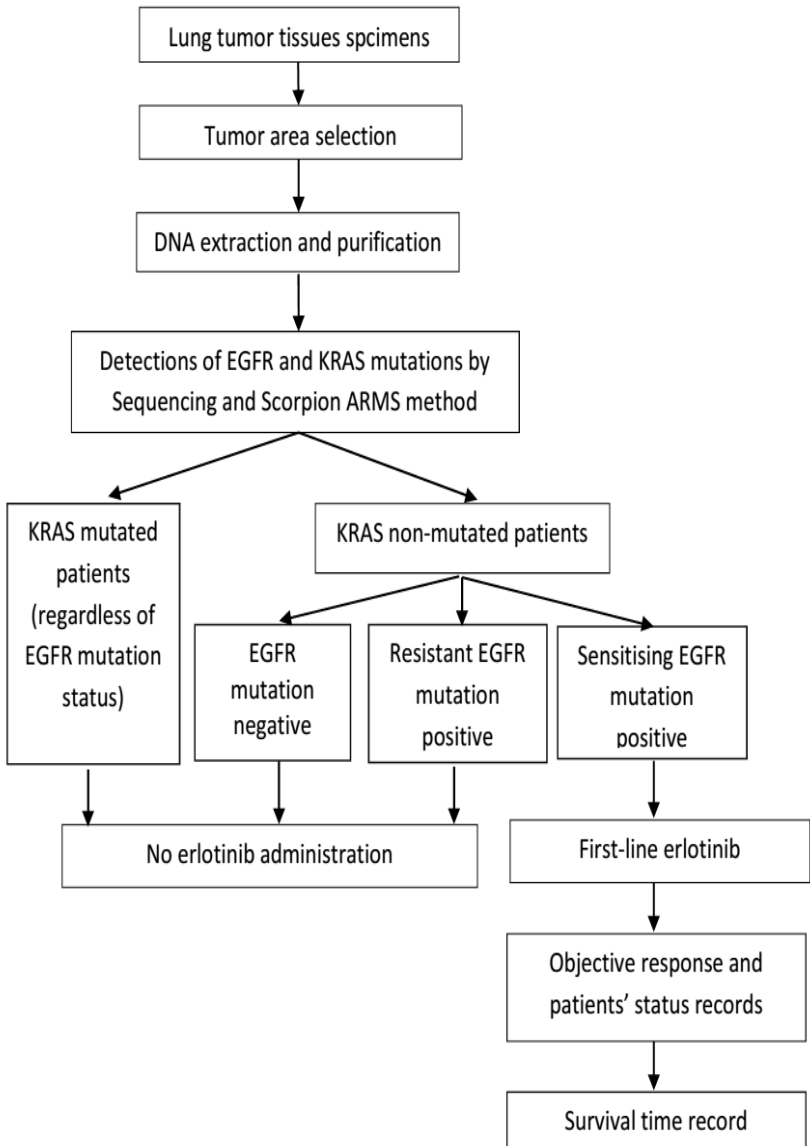 Lung tumor tissues spcimens
Tumor area selection
DNA extraction and purification
Detections of EGFR and KRAS mutations by
Sequencing and Scorpion ARMS method
KRAS mutated
patients
(regardless of
EGFR mutation
status)
KRAS non-mutated patients
EGFR
mutation
negative
Resistant EGFR
mutation
positive
Sensitising EGFR
mutation
positive
No erlotinib administration
First-line erlotinib
Objective response and
patients’ status records
Survival time record